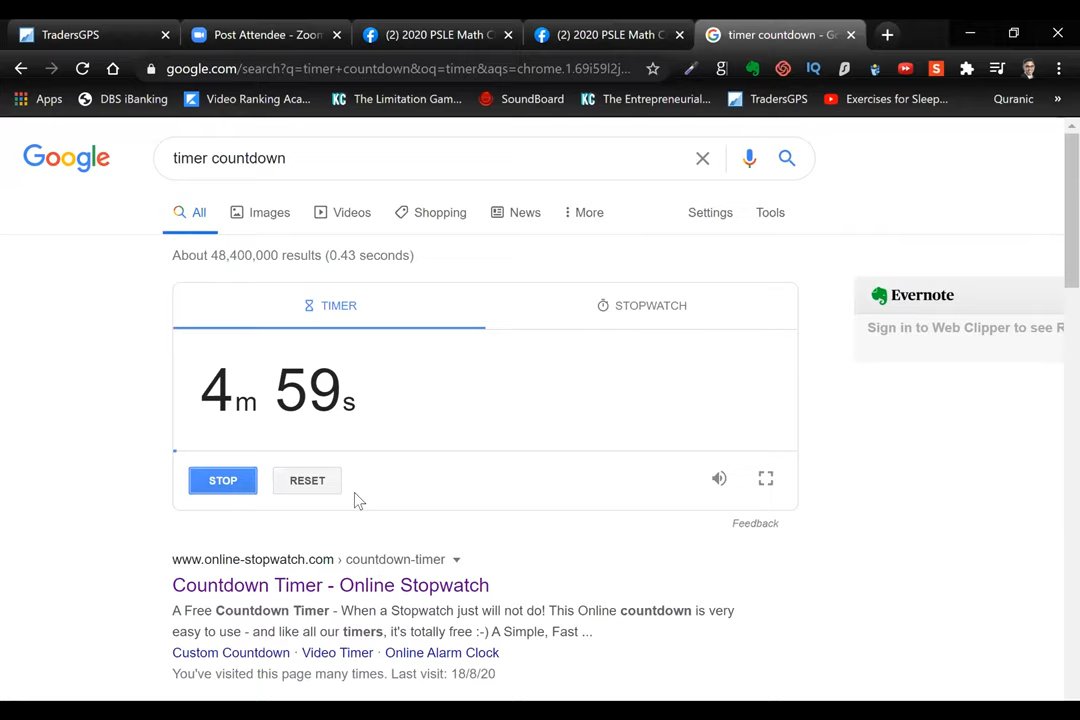 TradersGPS
Post Attendee - Zoom
(2) 2020 PSLE Math C
(2) 2020 PSLE Math C
timer countdown - Go
google.com/search?q=timer+countdown&oq=timer&aqs=chrome.1.69i59l2j...
Apps
DBS iBanking
Video Ranking Aca...
The Limitation Gam...
SoundBoard
The Entrepreneurial...
TradersGPS
Exercises for Sleep...
Quranic
»
Google
timer countdown
All
Images
Videos
Shopping
News
More
Settings
Tools
About 48,400,000 results (0.43 seconds)
TIMER
STOPWATCH
4m 59s
STOP
RESET
Feedback
Evernote
Sign in to Web Clipper to see R
www.online-stopwatch.com › countdown-timer
Countdown Timer - Online Stopwatch
A Free Countdown Timer - When a Stopwatch just will not do! This Online countdown is very
easy to use - and like all our timers, it's totally free :-) A Simple, Fast ...
Custom Countdown · Video Timer · Online Alarm Clock
You've visited this page many times. Last visit: 18/8/20